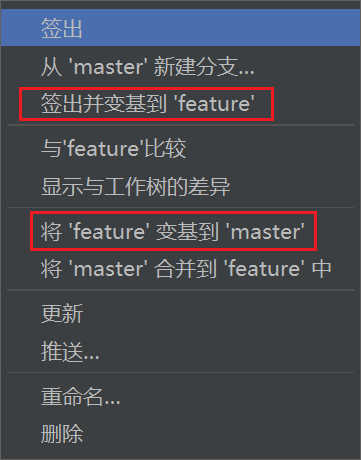 签出
从 'master' 新建分支...
签出并变基到 'feature'
与'feature'比较
显示与工作树的差异
将 'feature' 变基到 'master'
将 'master' 合并到 'feature' 中
更新
推送...
重命名...
删除